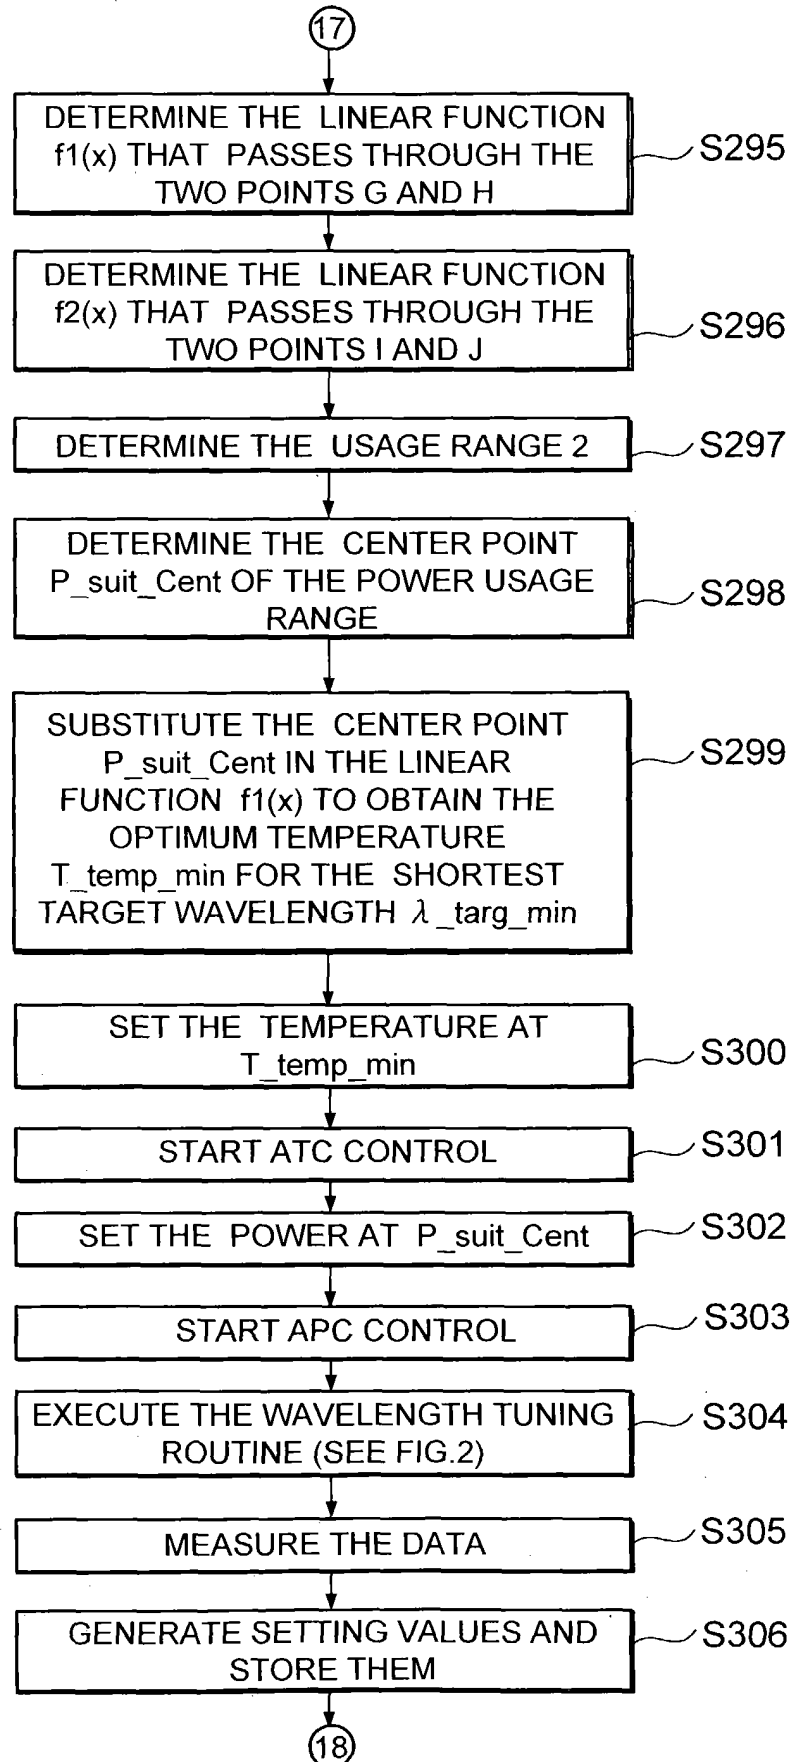 17
DETERMINE THE LINEAR FUNCTION
f1(x) THAT PASSES THROUGH THE
TWO POINTS G AND H
S295
DETERMINE THE LINEAR FUNCTION
f2(x) THAT PASSES THROUGH THE
TWO POINTS I AND J
S296
DETERMINE THE USAGE RANGE 2
S297
DETERMINE THE CENTER POINT
P_suit_Cent OF THE POWER USAGE
RANGE
S298
SUBSTITUTE THE CENTER POINT
P_suit_Cent IN THE LINEAR
FUNCTION f1(x) TO OBTAIN THE
OPTIMUM TEMPERATURE
T_temp_min FOR THE SHORTEST
TARGET WAVELENGTH λ_targ_min
S299
SET THE TEMPERATURE AT
T_temp_min
S300
START ATC CONTROL
S301
SET THE POWER AT P_suit_Cent
S302
START APC CONTROL
S303
EXECUTE THE WAVELENGTH TUNING
ROUTINE (SEE FIG.2)
S304
MEASURE THE DATA
S305
GENERATE SETTING VALUES AND
STORE THEM
S306
18